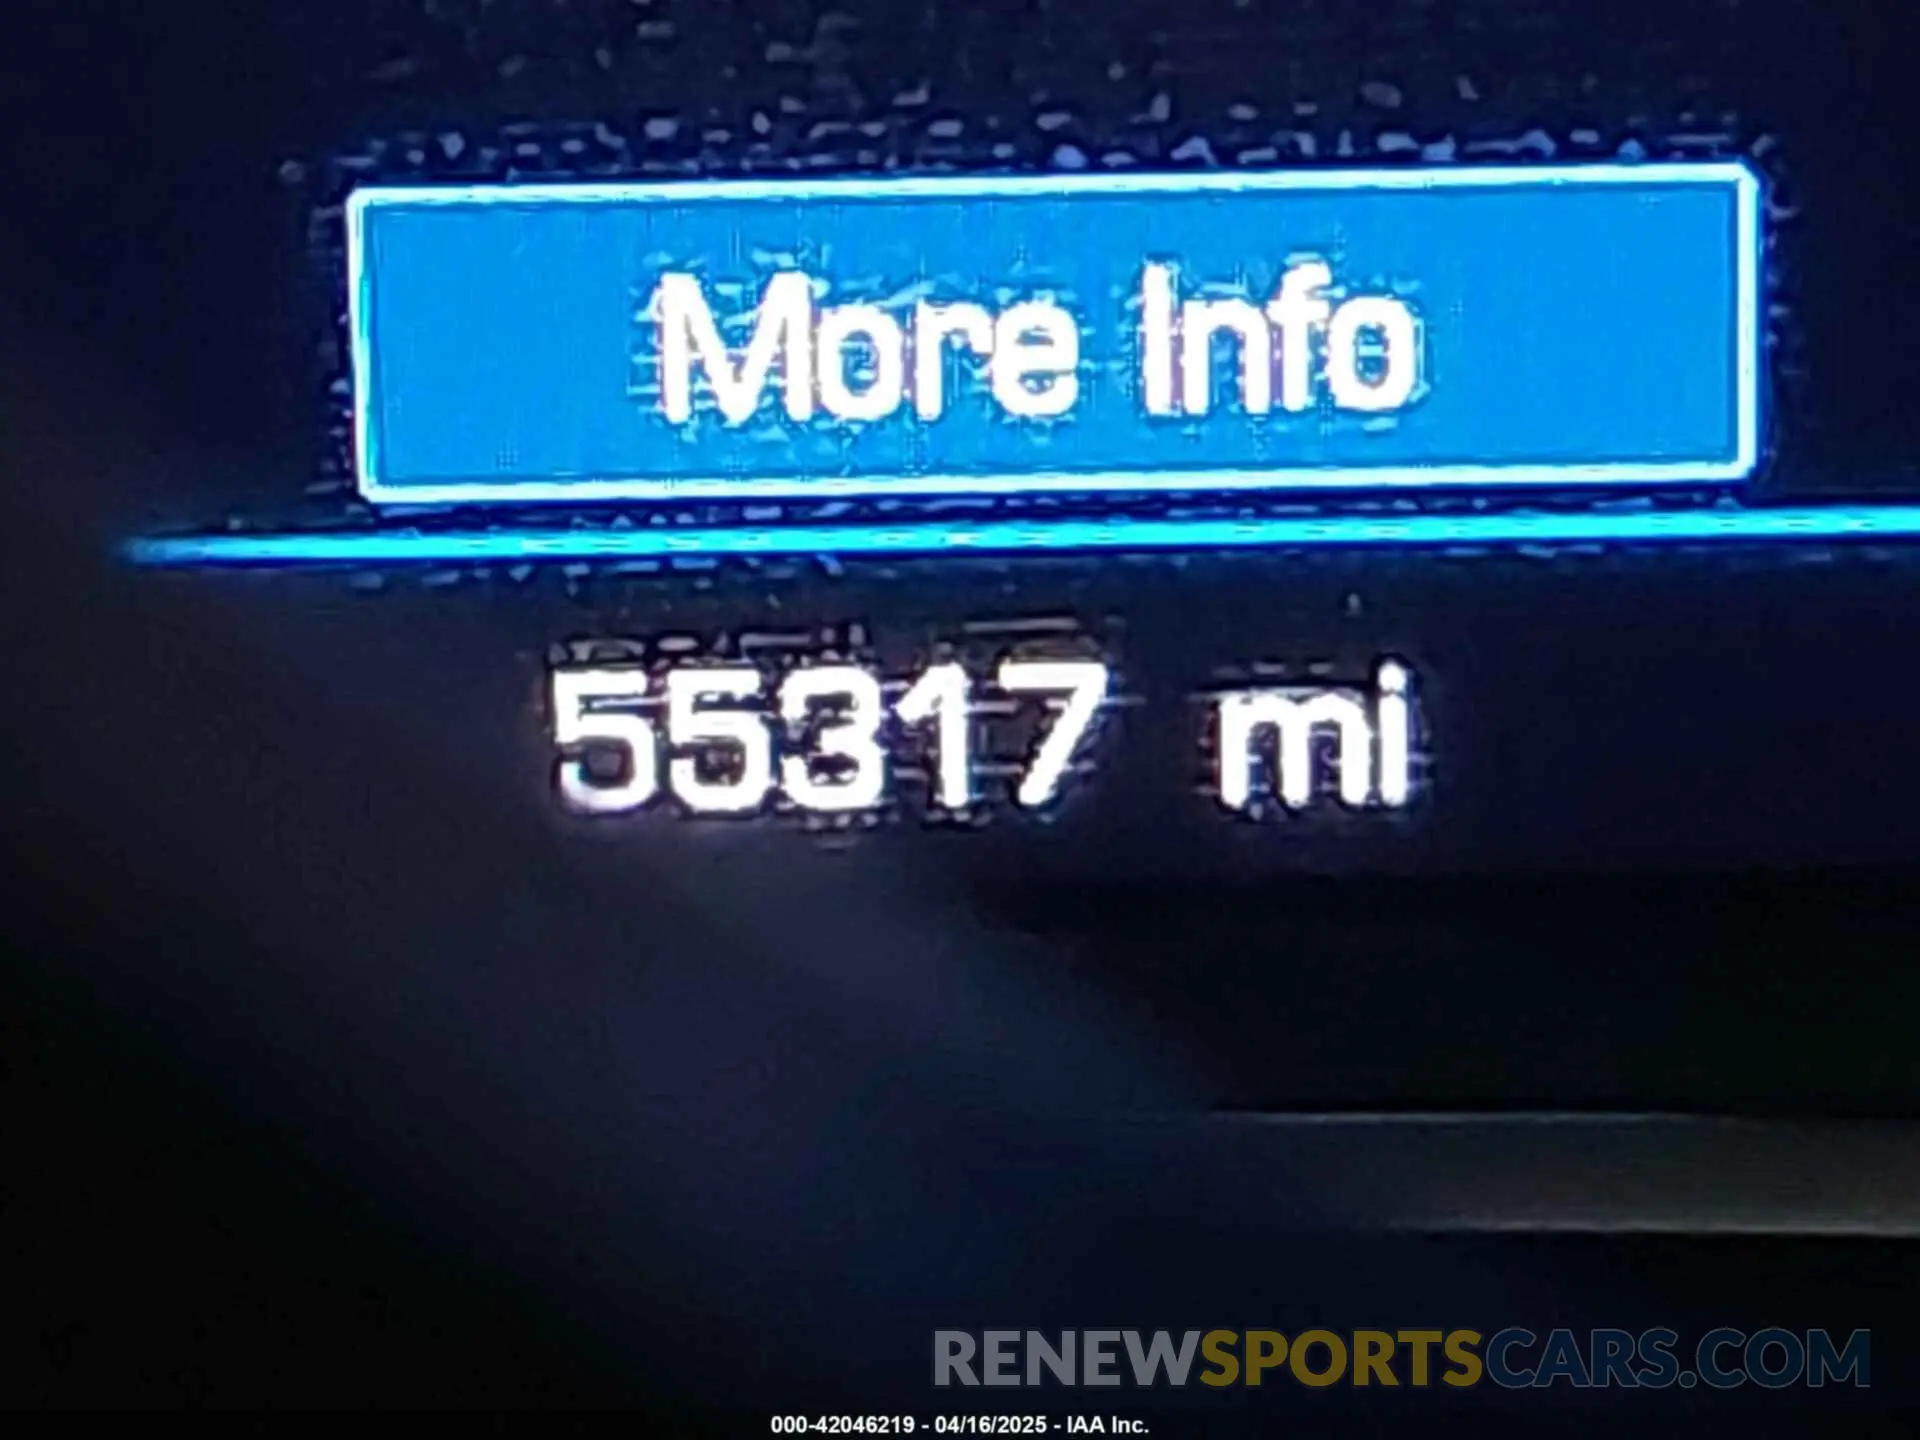 More Info
55317 mi
RENEWSPORTSCARS.COM
000-42046219 - 04/16/2025 - IAA Inc.